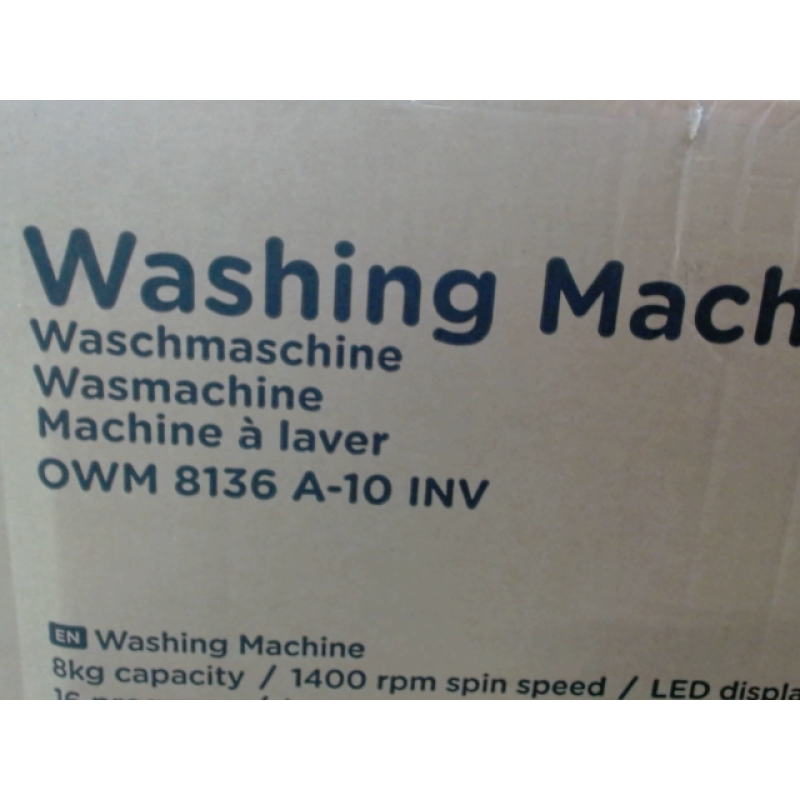 Washing Mach
Waschmaschine
Wasmachine
Machine à laver
OWM 8136 A-10 INV
EN Washing Machine
8kg capacity / 1400 rpm spin speed / LED displa
16